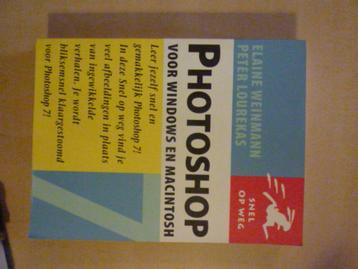 ELAINE WEINMANN
PETER LOUREKAS
SNEL
OP WEG
PHOTOSHOP
VOOR WINDOWS EN MACINTOSH
Leer jezelf snel en
gemakkelijk Photoshop 7!
In deze Snel op weg vind je
veel afbeeldingen in plaats
van ingewikkelde
verhalen. Je wordt
bliksemsnel klaargestoomd
voor Photoshop 7!
7